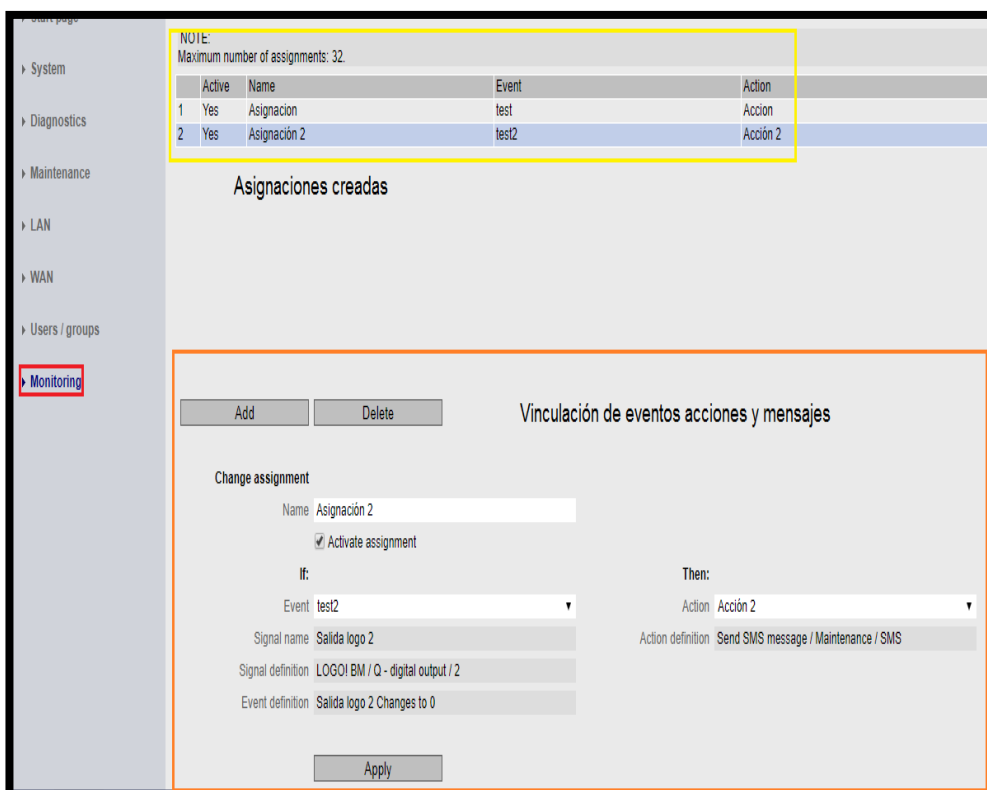 Start page
System
Diagnostics
Maintenance
LAN
WAN
Users / groups
Monitoring
NOTE:
Maximum number of assignments: 32.
Active Name Event Action
1 Yes Asignacion test Accion
2 Yes Asignación 2 test2 Acción 2
Asignaciones creadas
Add Delete Vinculación de eventos acciones y mensajes
Change assignment
Name Asignación 2
Activate assignment
If: Then:
Event test2 Action Acción 2
Signal name Salida logo 2 Action definition Send SMS message / Maintenance / SMS
Signal definition LOGO! BM / Q - digital output / 2
Event definition Salida logo 2 Changes to 0
Apply